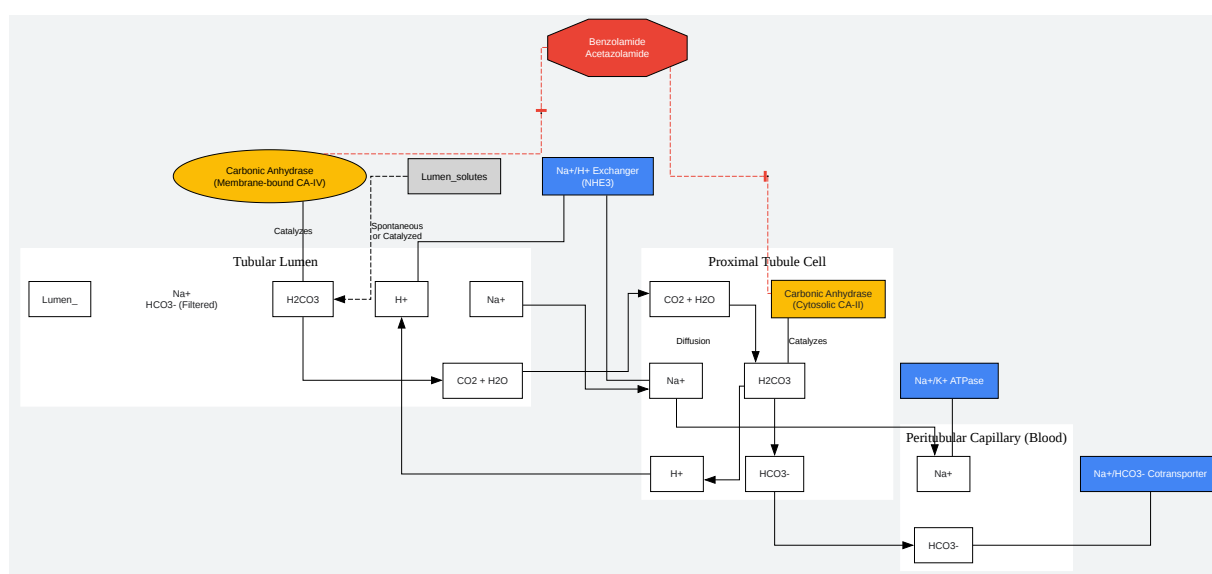 Benzolamide
Acetazolamide
Carbonic Anhydrase
(Membrane-bound CA-IV)
Lumen_solutes
Na+/H+ Exchanger
(NHE3)
Catalyzes
Spontaneous
or Catalyzed
Tubular Lumen
Proximal Tubule Cell
Lumen_
Na+
HCO3- (Filtered)
H2CO3
H+
Na+
CO2 + H2O
Carbonic Anhydrase
(Cytosolic CA-II)
Diffusion
Catalyzes
CO2 + H2O
Na+
H2CO3
Na+/K+ ATPase
Peritubular Capillary (Blood)
H+
HCO3-
Na+
Na+/HCO3- Cotransporter
HCO3-